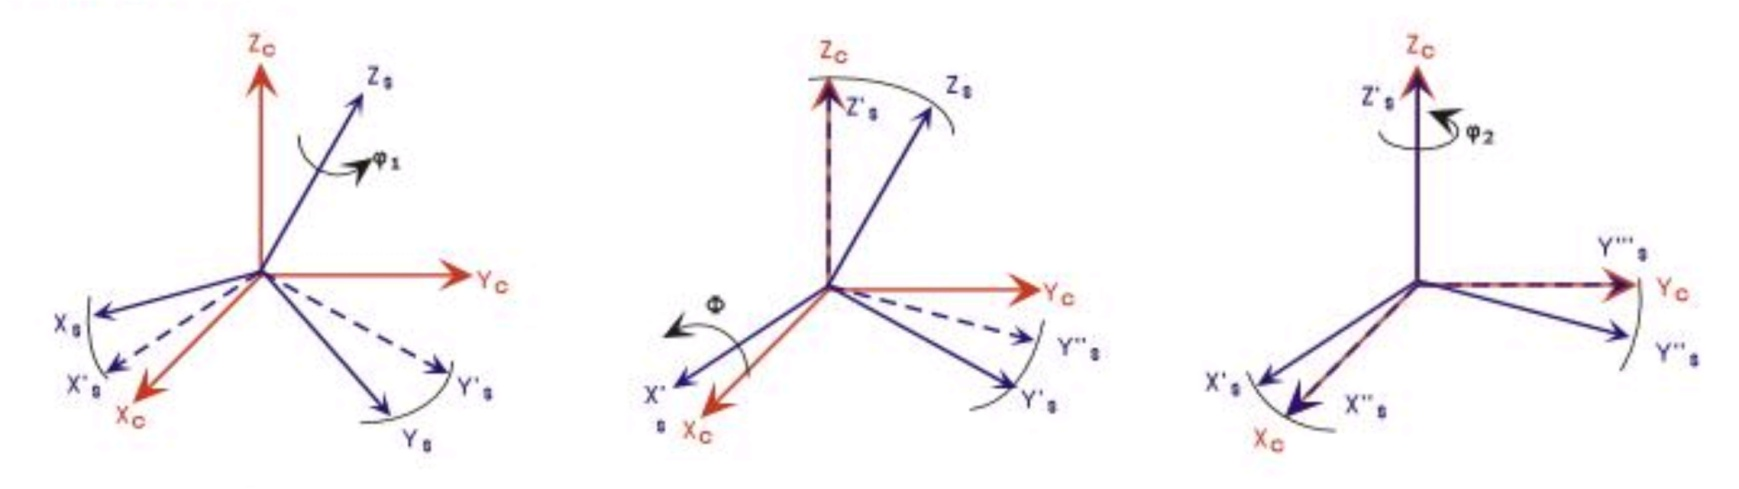 Zc
Zs
φ1
Yc
Xs
X's
Xc
Y's
Ys
Zc
Z's
Zs
Φ
Yc
Y''s
X's
Xc
Y's
Zc
Z's
φ2
Y'''s
Yc
Y''s
X's
X''s
Xc